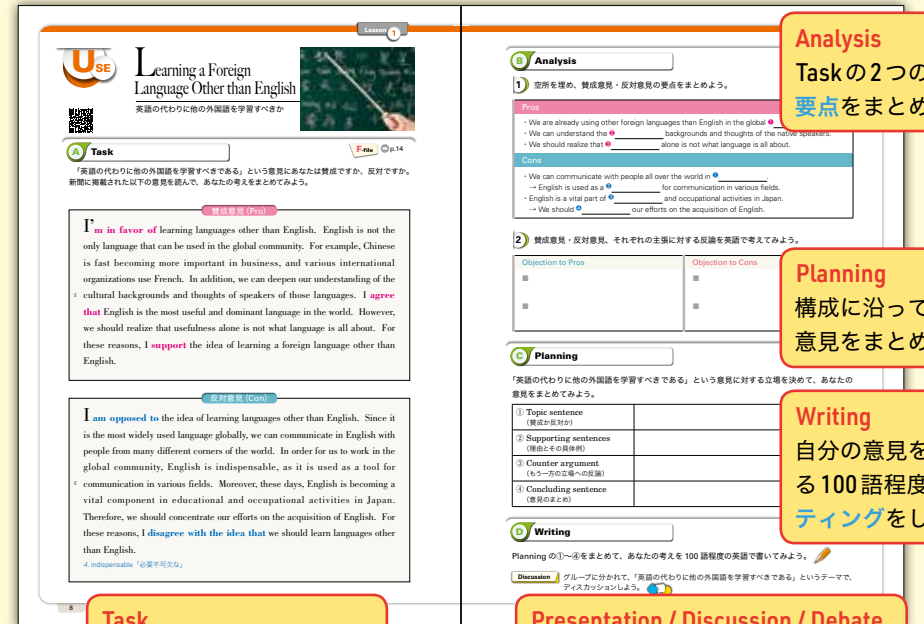 Lesson 1
USE
Learning a Foreign
Language Other than English
英語の代わりに他の外国語を学習すべきか
A Task
F-file p.14
「英語の代わりに他の外国語を学習すべきである」という意見にあなたは賛成ですか、反対ですか。
新聞に掲載された以下の意見を読んで、あなたの考えをまとめてみよう。
賛成意見 (Pro)
I'm in favor of learning languages other than English. English is not the
only language that can be used in the global community. For example, Chinese
is fast becoming more important in business, and various international
organizations use French. In addition, we can deepen our understanding of the
5 cultural backgrounds and thoughts of speakers of those languages. I agree
that English is the most useful and dominant language in the world. However,
we should realize that usefulness alone is not what language is all about. For
these reasons, I support the idea of learning a foreign language other than
English.
反対意見 (Con)
I am opposed to the idea of learning languages other than English. Since it
is the most widely used language globally, we can communicate in English with
people from many different corners of the world. In order for us to work in the
global community, English is indispensable, as it is used as a tool for
5 communication in various fields. Moreover, these days, English is becoming a
vital component in educational and occupational activities in Japan.
Therefore, we should concentrate our efforts on the acquisition of English. For
these reasons, I disagree with the idea that we should learn languages other
than English.
4. indispensable「必要不可欠な」
8
Task
B Analysis
1) 空所を埋め、賛成意見・反対意見の要点をまとめよう。
Pros
・We are already using other foreign languages than English in the global ❶
・We can understand the ❷ backgrounds and thoughts of the native speakers.
・We should realize that ❸ alone is not what language is all about.
Cons
・We can communicate with people all over the world in ❶
→ English is used as a ❷ for communication in various fields.
・English is a vital part of ❸ and occupational activities in Japan.
→ We should ❹ our efforts on the acquisition of English.
2) 賛成意見・反対意見、それぞれの主張に対する反論を英語で考えてみよう。
Objection to Pros
Objection to Cons
C Planning
「英語の代わりに他の外国語を学習すべきである」という意見に対する立場を決めて、あなたの
意見をまとめてみよう。
① Topic sentence
(賛成か反対か)
② Supporting sentences
(理由とその具体例)
③ Counter argument
(もう一方の立場への反論)
④ Concluding sentence
(意見のまとめ)
D Writing
Planning の①～④をまとめて、あなたの考えを 100 語程度の英語で書いてみよう。
Discussion グループに分かれて、「英語の代わりに他の外国語を学習すべきである」というテーマで、
ディスカッションしよう。
Analysis
Taskの2つの
要点をまとめ
Planning
構成に沿って
意見をまとめ
Writing
自分の意見を
る100語程度
ティングをし
Presentation / Discussion / Debate